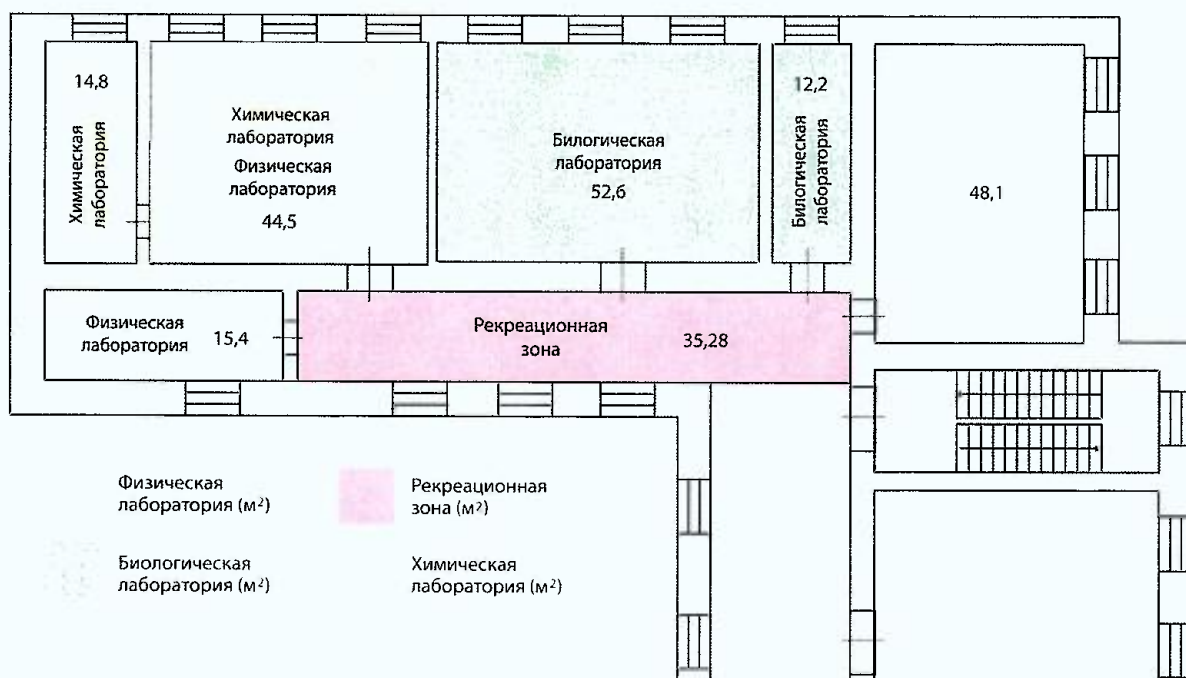 14,8
Химическая
лаборатория
Химическая
лаборатория
Физическая
лаборатория
44,5
Билогическая
лаборатория
52,6
12,2
Билогическая
лаборатория
48,1
Физическая
лаборатория
15,4
Рекреационная
зона
35,28
Физическая
лаборатория (м²)
Рекреационная
зона (м²)
Биологическая
лаборатория (м²)
Химическая
лаборатория (м²)